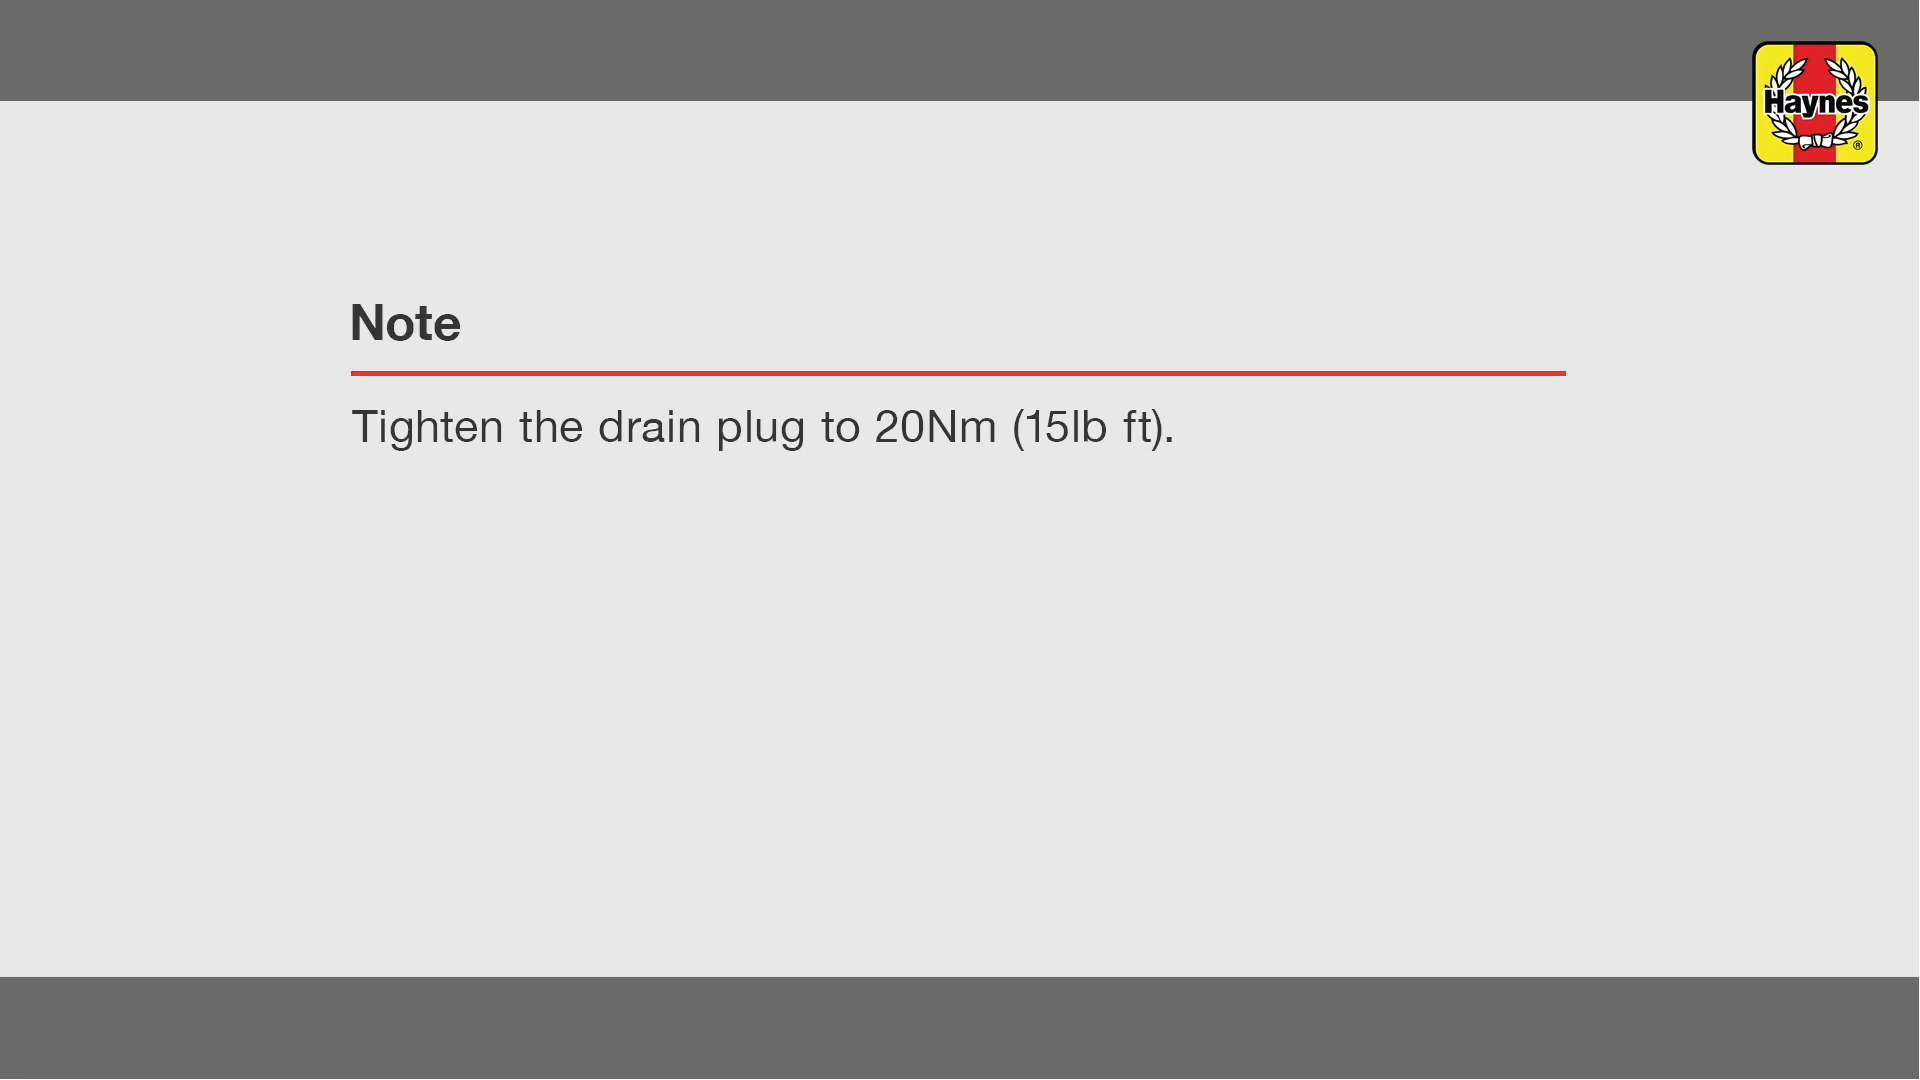 Haynes
®
Note
Tighten the drain plug to 20Nm (15lb ft).